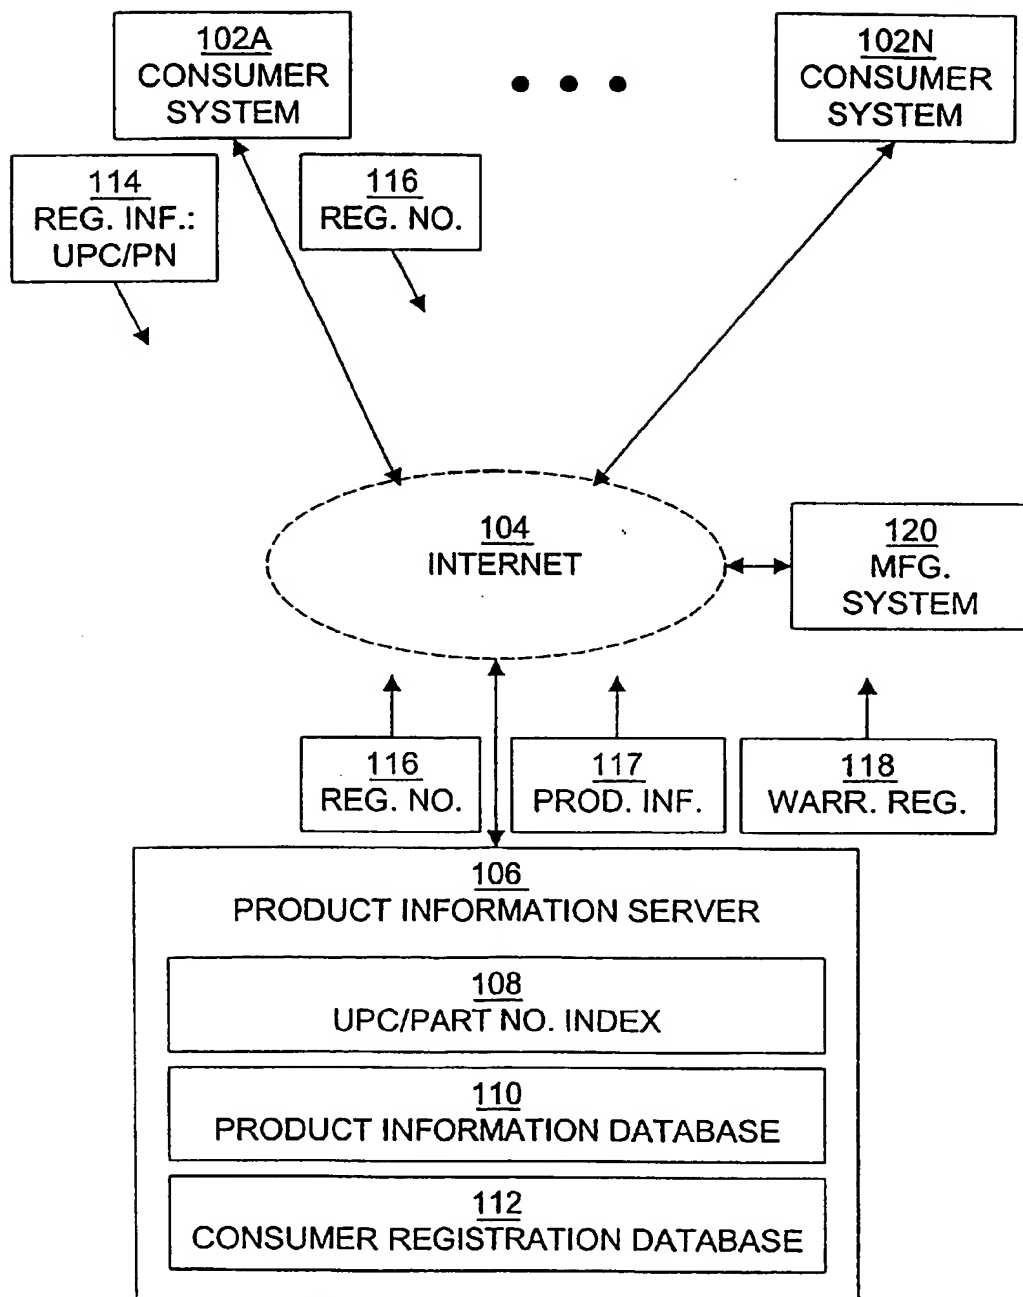 102A
CONSUMER
SYSTEM
102N
CONSUMER
SYSTEM
114
REG. INF.:
UPC/PN
116
REG. NO.
104
INTERNET
120
MFG.
SYSTEM
116
REG. NO.
117
PROD. INF.
118
WARR. REG.
106
PRODUCT INFORMATION SERVER
108
UPC/PART NO. INDEX
110
PRODUCT INFORMATION DATABASE
112
CONSUMER REGISTRATION DATABASE